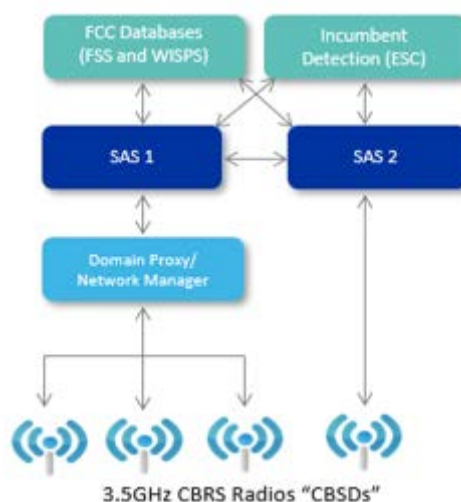 FCC Databases
(FSS and WISPS)
Incumbent
Detection (ESC)
SAS 1
SAS 2
Domain Proxy/
Network Manager
3.5GHz CBRS Radios "CBSDs"